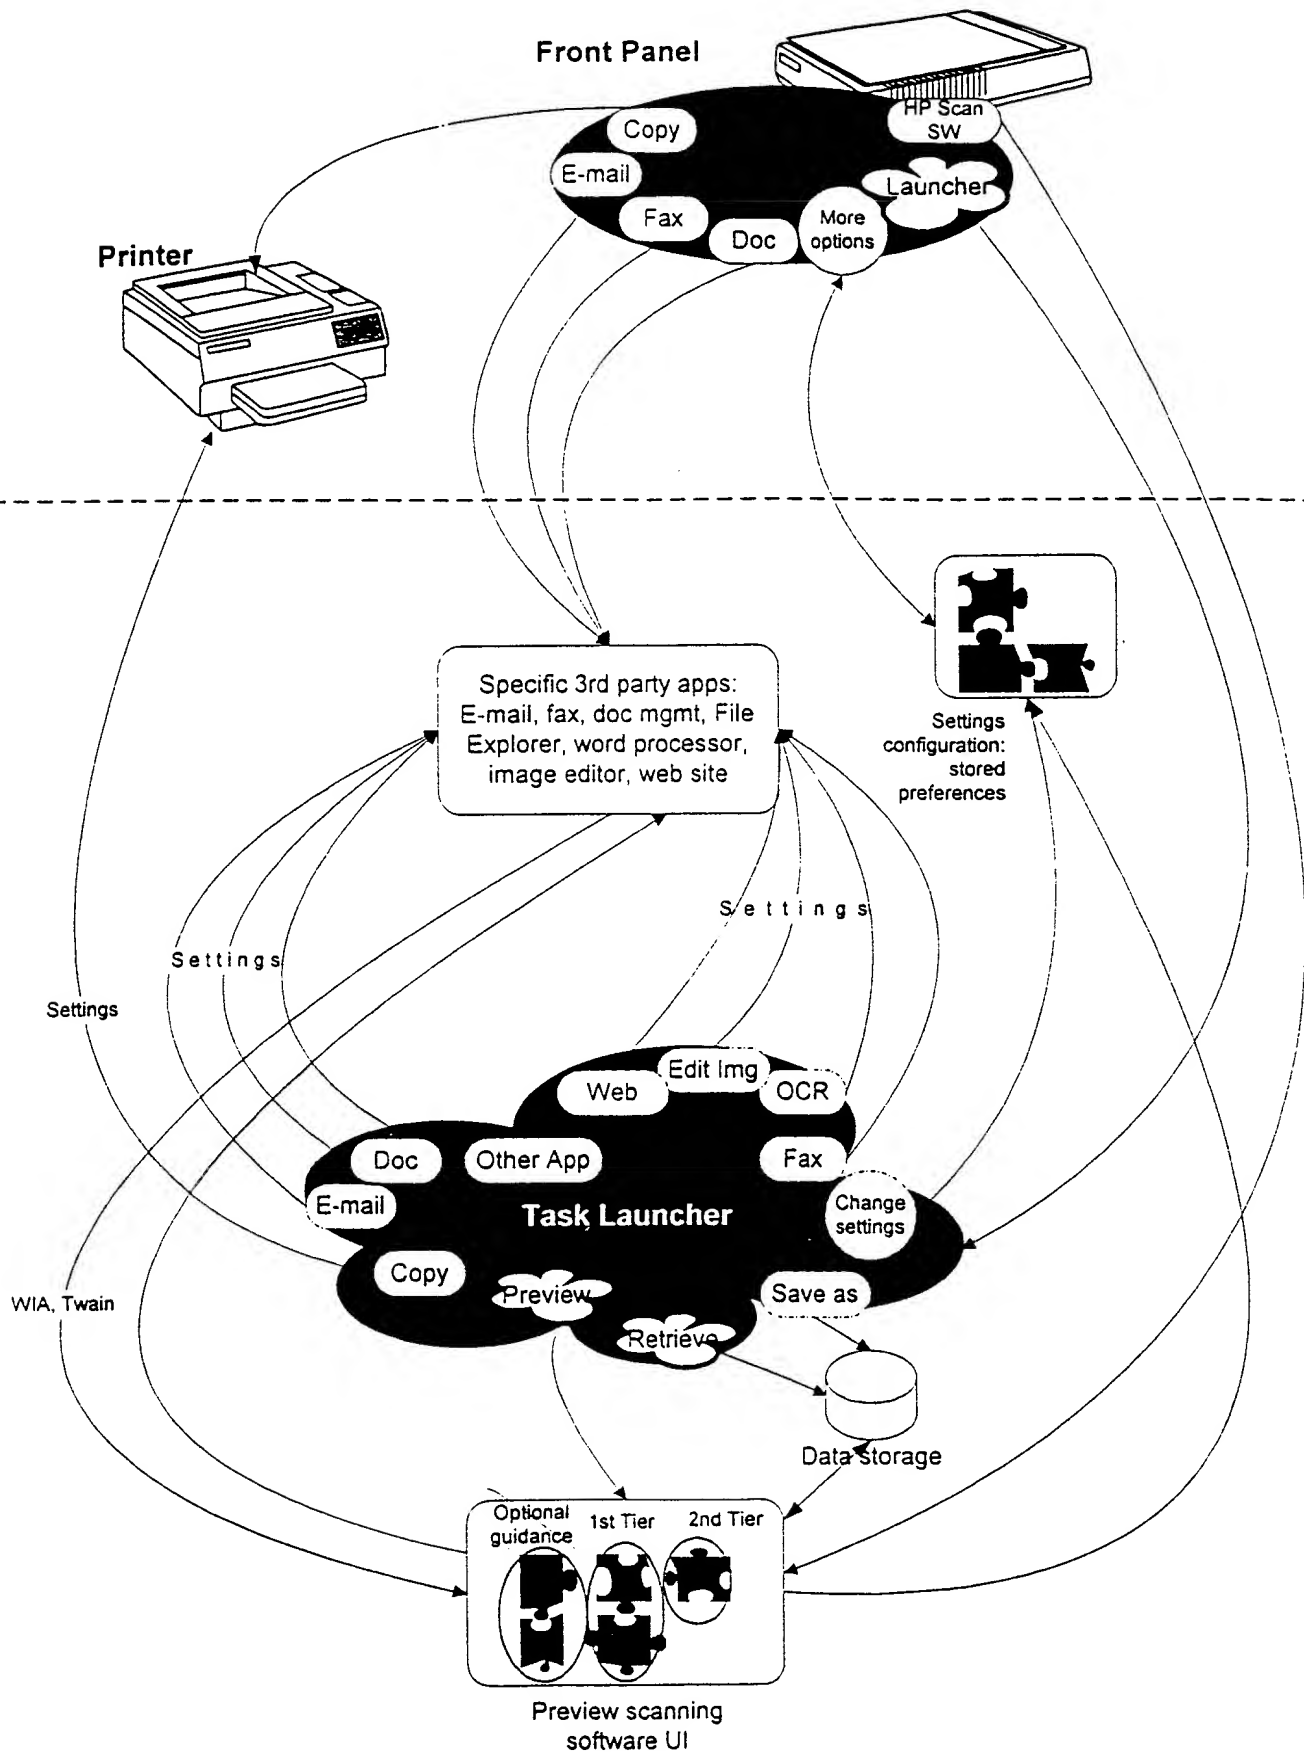 Front Panel
HP Scan
SW
Copy
E-mail
Launcher
Fax
More
options
Doc
Printer
Specific 3rd party apps:
E-mail, fax, doc mgmt, File
Explorer, word processor,
image editor, web site
Settings
configuration:
stored
preferences
Settings
Settings
Settings
Web
Edit Img
OCR
Doc
Other App
Fax
E-mail
Task Launcher
Change
settings
Copy
Preview
Save as
WIA, Twain
Retrieve
Data storage
Optional
guidance
1st Tier
2nd Tier
Preview scanning
software UI